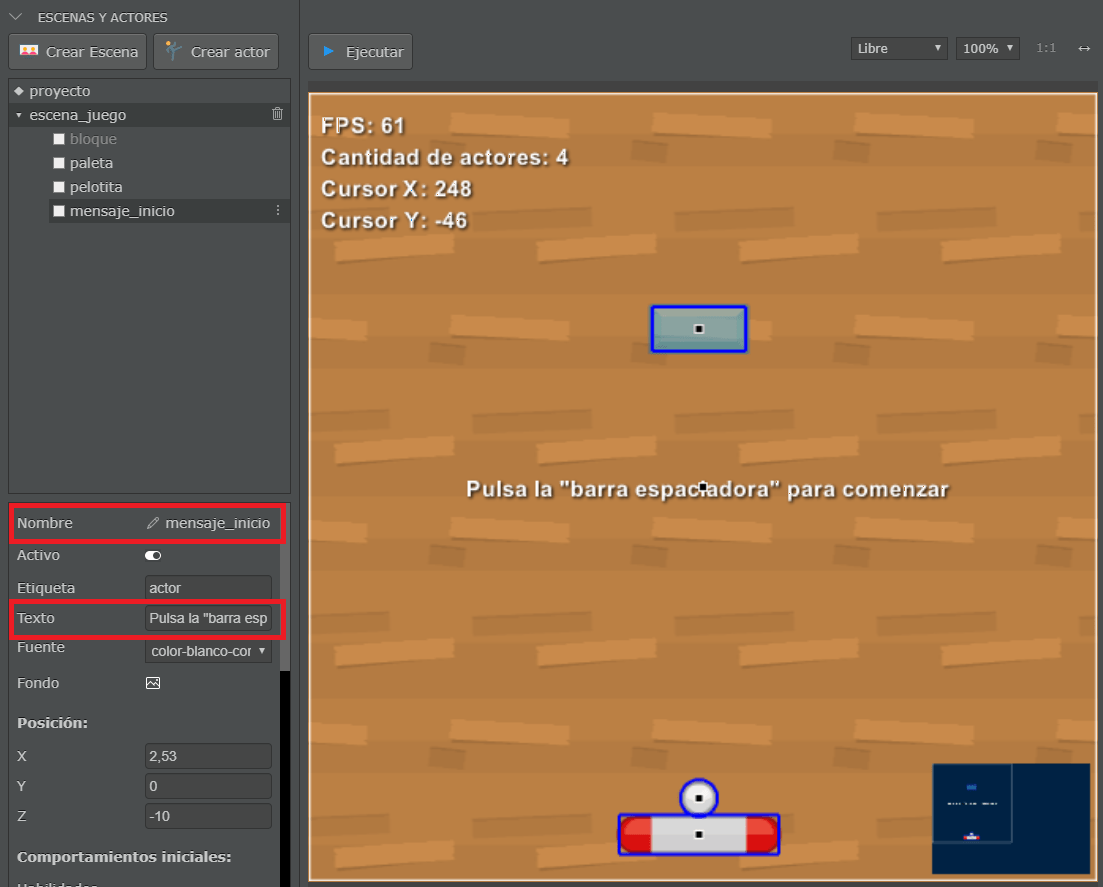 ESCENAS Y ACTORES
Crear Escena
Crear actor
Ejecutar
Libre
100%
1:1
proyecto
escena_juego
bloque
paleta
pelotita
mensaje_inicio
FPS: 61
Cantidad de actores: 4
Cursor X: 248
Cursor Y: -46
Pulsa la "barra espaciadora" para comenzar
Nombre mensaje_inicio
Activo
Etiqueta actor
Texto Pulsa la "barra esp
Fuente color-blanco-cor
Fondo
Posición:
X 2,53
Y 0
Z -10
Comportamientos iniciales:
Habilidades